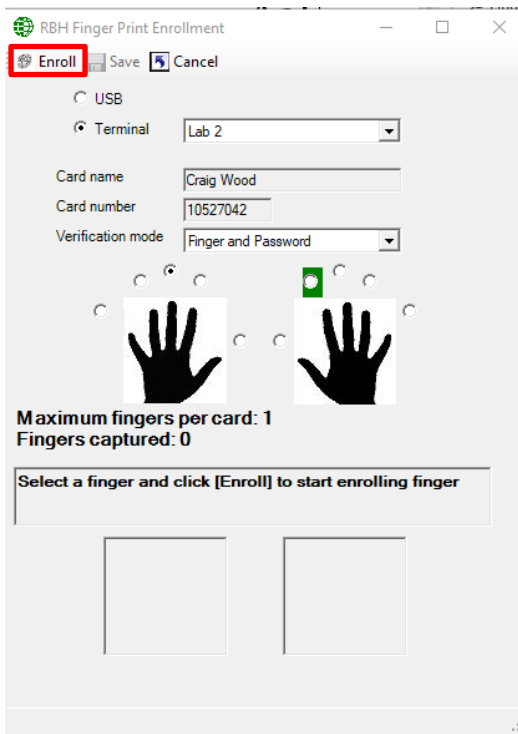 RBH Finger Print Enrollment
Enroll Save Cancel
USB
Terminal Lab 2
Card name Craig Wood
Card number 10527042
Verification mode Finger and Password
Maximum fingers per card: 1
Fingers captured: 0
Select a finger and click [Enroll] to start enrolling finger